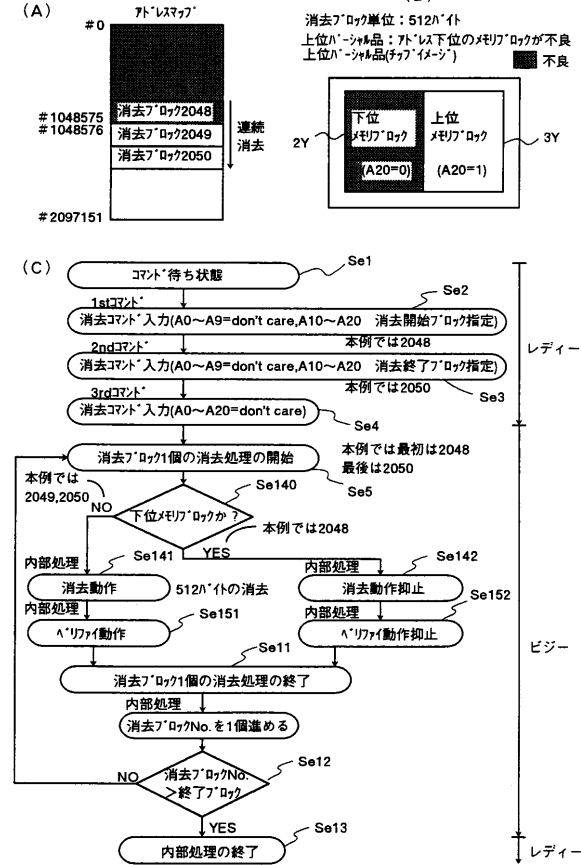 (A)
アドレスマップ
#0
消去ブロック2048
#1048575
#1048576
消去ブロック2049
消去ブロック2050
連続
消去
#2097151
消去ブロック単位：512バイト
上位パーシャル品：アドレス下位のメモリブロックが不良
上位パーシャル品(チップイメージ)
不良
下位
メモリブロック
(A20=0)
上位
メモリブロック
(A20=1)
2Y
3Y
(C)
コマンド待ち状態
Se1
1stコマンド
Se2
消去コマンド入力(A0～A9=don't care,A10～A20 消去開始ブロック指定)
本例では2048
2ndコマンド
消去コマンド入力(A0～A9=don't care,A10～A20 消去終了ブロック指定)
本例では2050
Se3
3rdコマンド
消去コマンド入力(A0～A20=don't care)
Se4
レディー
消去ブロック1個の消去処理の開始
本例では最初は2048
最後は2050
Se5
本例では
2049,2050
NO
Se140
下位メモリブロックか？
本例では2048
YES
内部処理
Se141
消去動作
512バイトの消去
内部処理
Se142
消去動作抑止
内部処理
Se151
ベリファイ動作
内部処理
Se152
ベリファイ動作抑止
Se11
消去ブロック1個の消去処理の終了
内部処理
消去ブロックNo.を1個進める
ビジー
NO
消去ブロックNo.
＞終了ブロック
Se12
YES
Se13
内部処理の終了
レディー